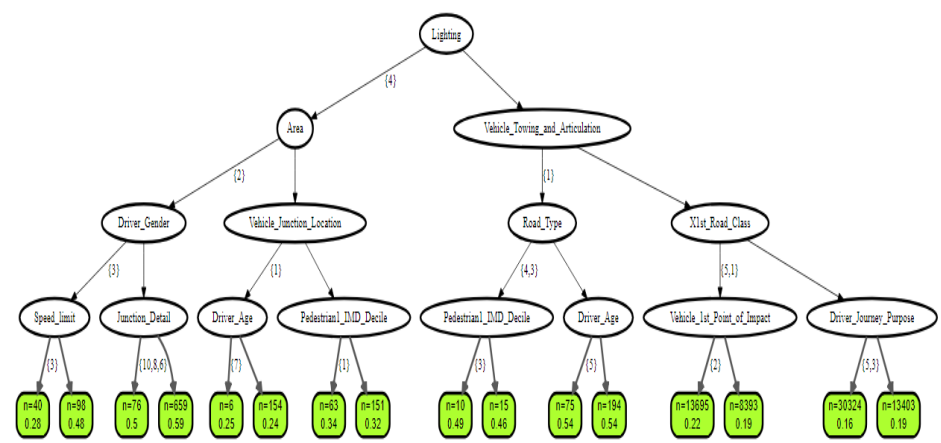 Lighting
{4}
Area
Vehicle_Towing_and_Articulation
{2}
{1}
Driver_Gender
Vehicle_Junction_Location
Road_Type
X1st_Road_Class
{3}
{1}
{4,3}
{5,1}
Speed_limit
Junction_Detail
Driver_Age
Pedestrian1_IMD_Decile
Pedestrian1_IMD_Decile
Driver_Age
Vehicle_1st_Point_of_Impact
Driver_Journey_Purpose
{3}
{10,8,6}
{7}
{1}
{3}
{5}
{2}
{5,3}
n=40
0.28
n=98
0.48
n=76
0.5
n=659
0.59
n=6
0.25
n=154
0.24
n=63
0.34
n=151
0.32
n=10
0.49
n=15
0.46
n=75
0.54
n=194
0.54
n=13695
0.22
n=8393
0.19
n=30324
0.16
n=13403
0.19